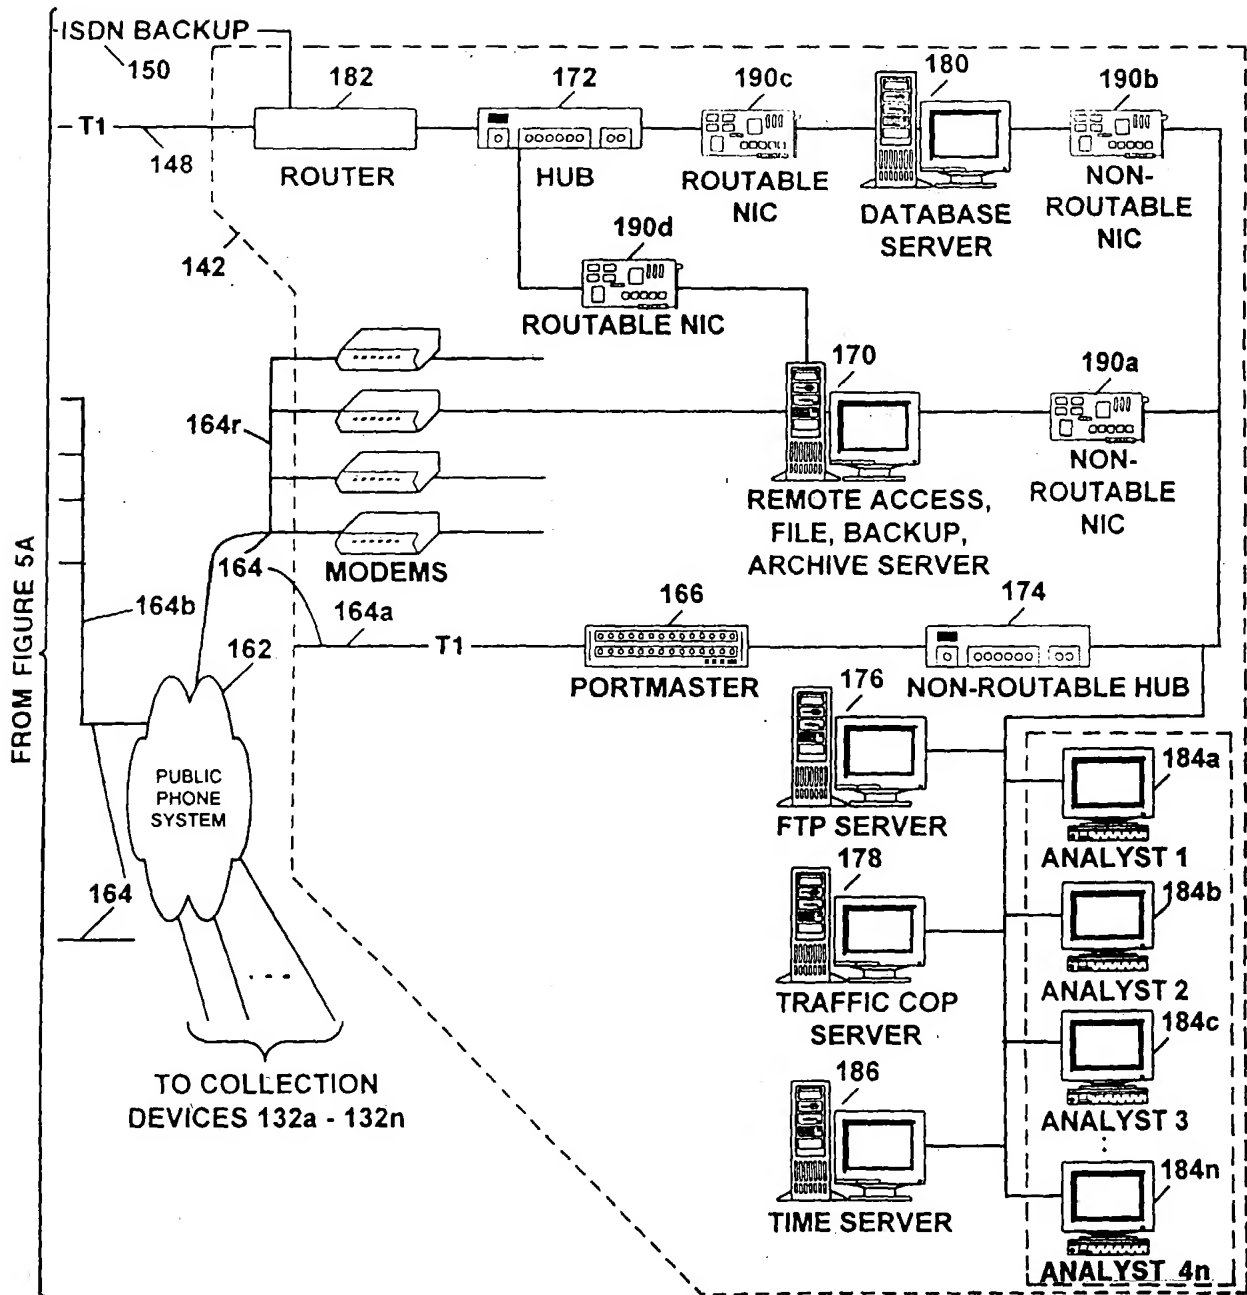 ISDN BACKUP
150
182
172
190c
180
190b
T1
148
ROUTER
HUB
ROUTABLE
NIC
DATABASE
SERVER
NON-
ROUTABLE
NIC
142
190d
ROUTABLE NIC
170
190a
164r
REMOTE ACCESS,
FILE, BACKUP,
ARCHIVE SERVER
NON-
ROUTABLE
NIC
FROM FIGURE 5A
164
MODEMS
164b
164a
T1
166
174
162
PORTMASTER
NON-ROUTABLE HUB
176
PUBLIC
PHONE
SYSTEM
184a
FTP SERVER
ANALYST 1
164
178
184b
TRAFFIC COP
SERVER
ANALYST 2
184c
...
TO COLLECTION
DEVICES 132a - 132n
186
ANALYST 3
184n
TIME SERVER
ANALYST 4n